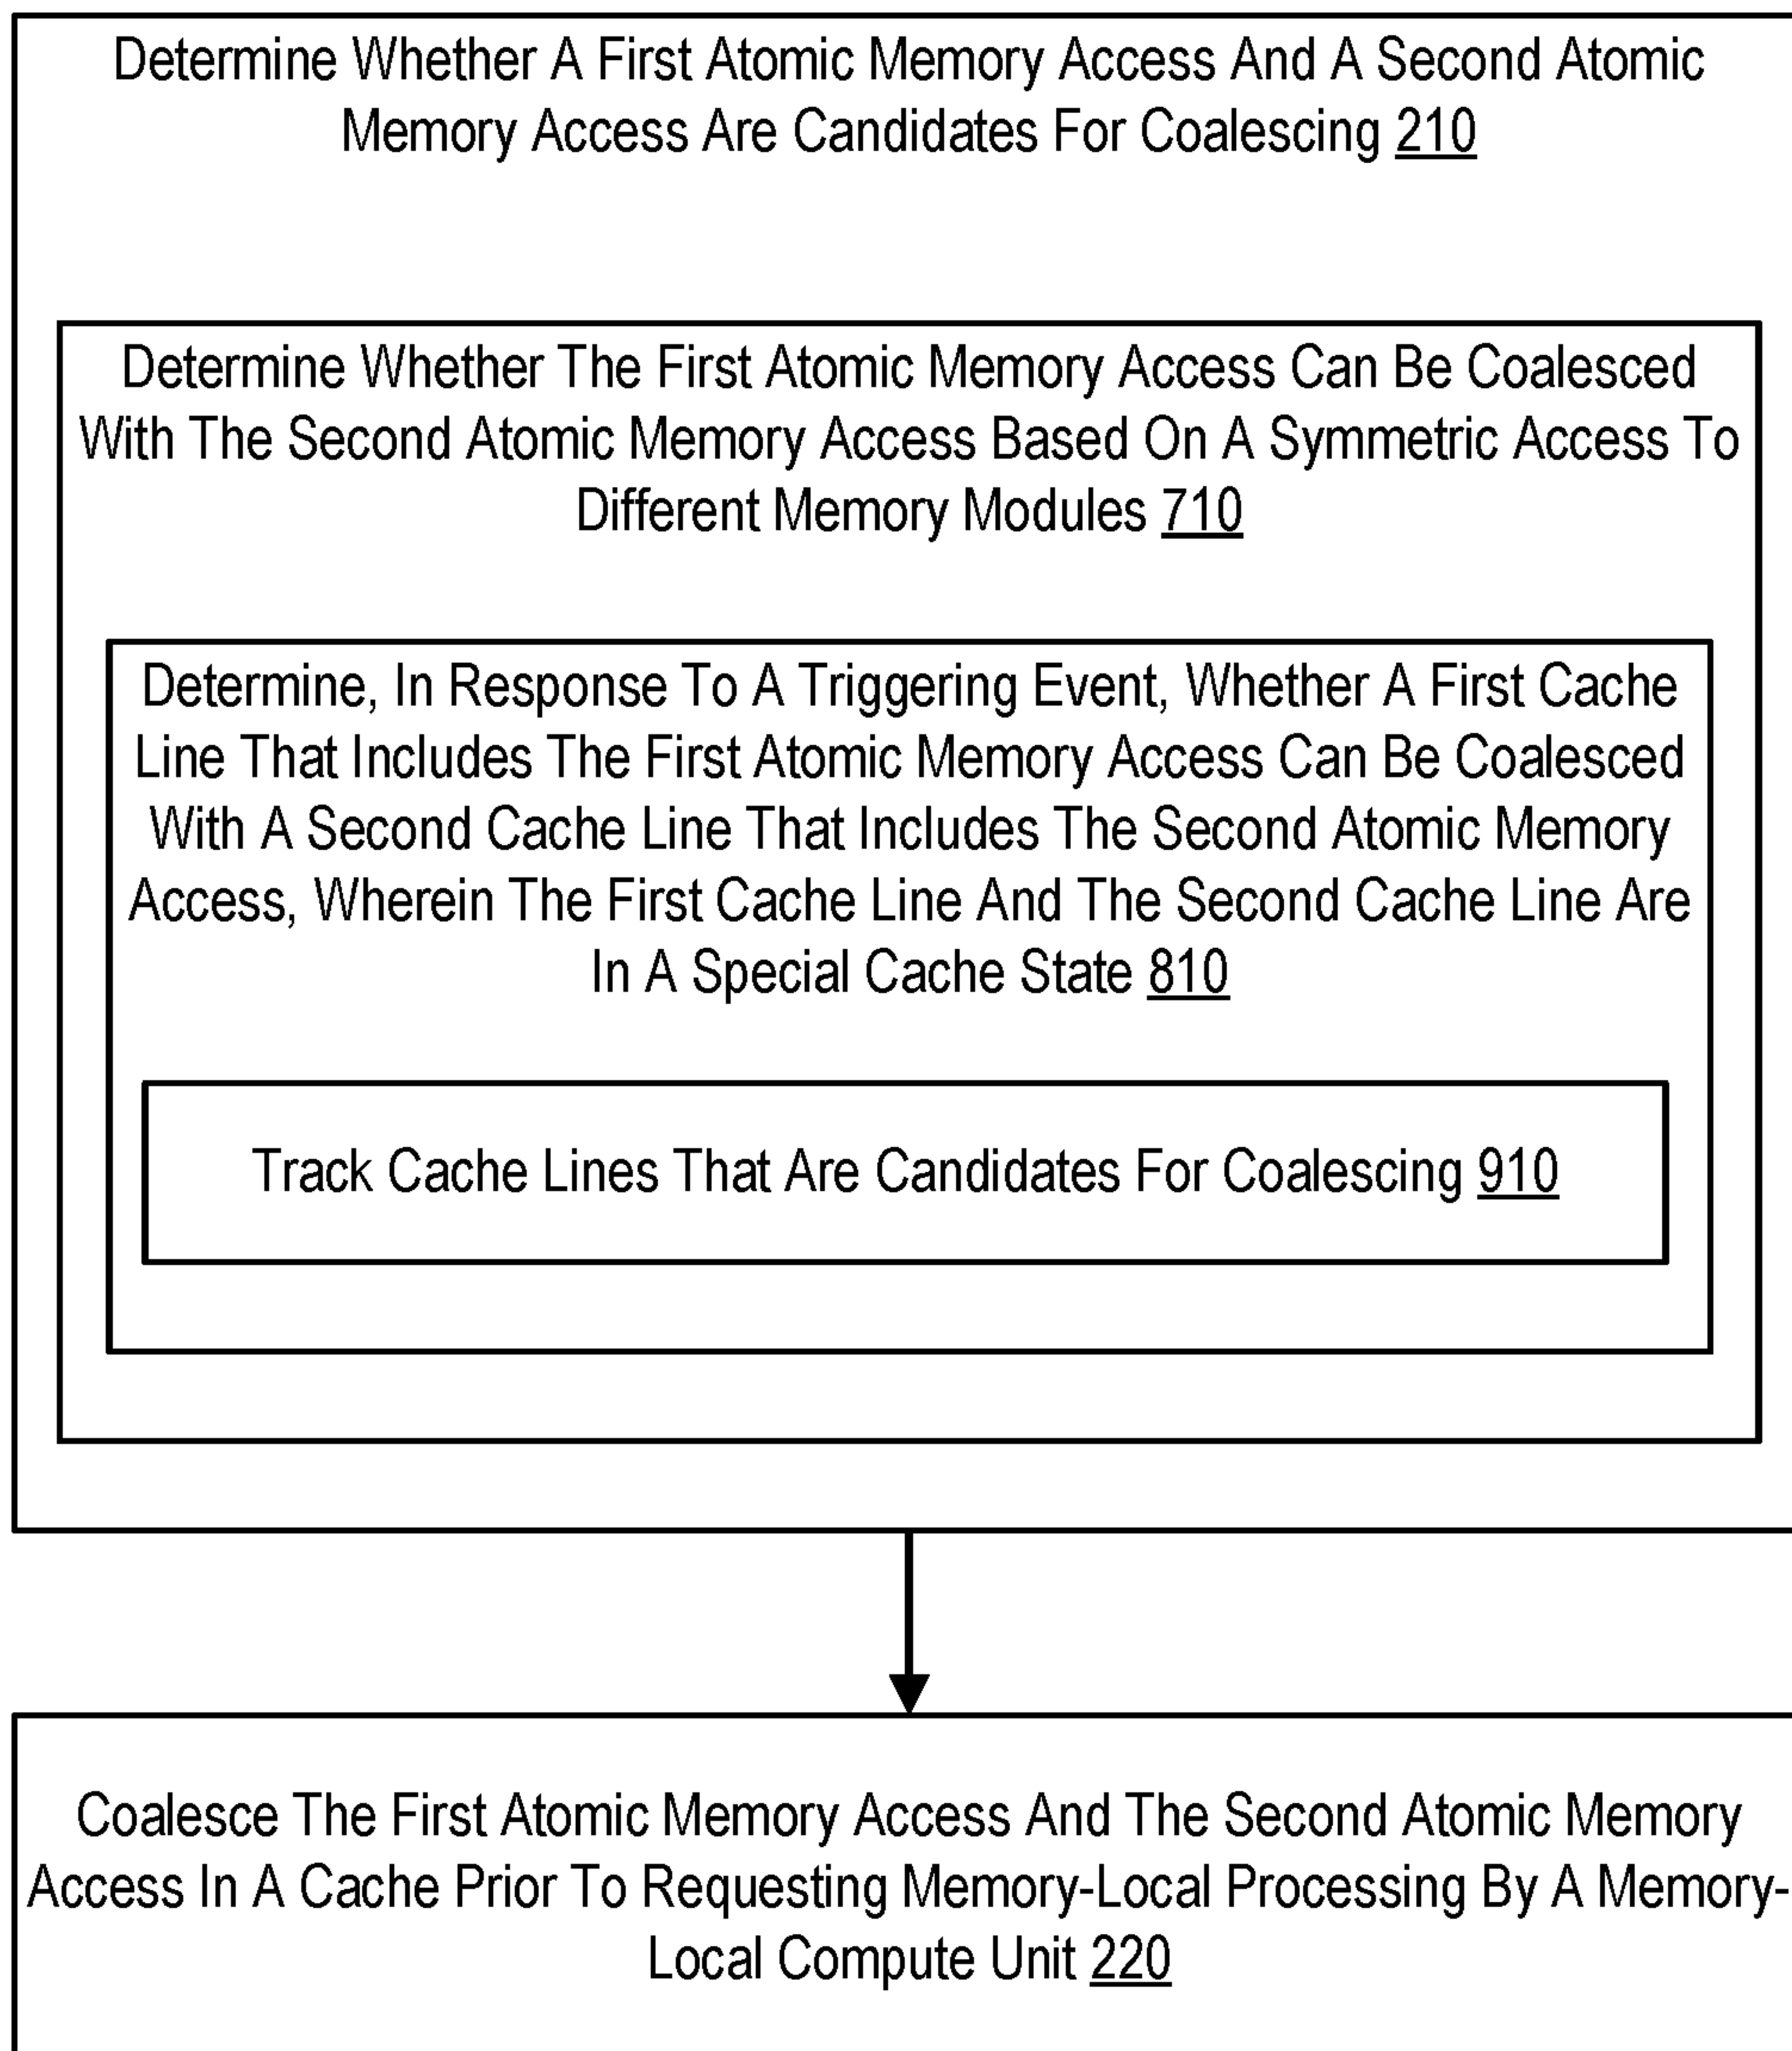 Determine Whether A First Atomic Memory Access And A Second Atomic
Memory Access Are Candidates For Coalescing 210
Determine Whether The First Atomic Memory Access Can Be Coalesced
With The Second Atomic Memory Access Based On A Symmetric Access To
Different Memory Modules 710
Determine, In Response To A Triggering Event, Whether A First Cache
Line That Includes The First Atomic Memory Access Can Be Coalesced
With A Second Cache Line That Includes The Second Atomic Memory
Access, Wherein The First Cache Line And The Second Cache Line Are
In A Special Cache State 810
Track Cache Lines That Are Candidates For Coalescing 910
Coalesce The First Atomic Memory Access And The Second Atomic Memory
Access In A Cache Prior To Requesting Memory-Local Processing By A Memory-
Local Compute Unit 220